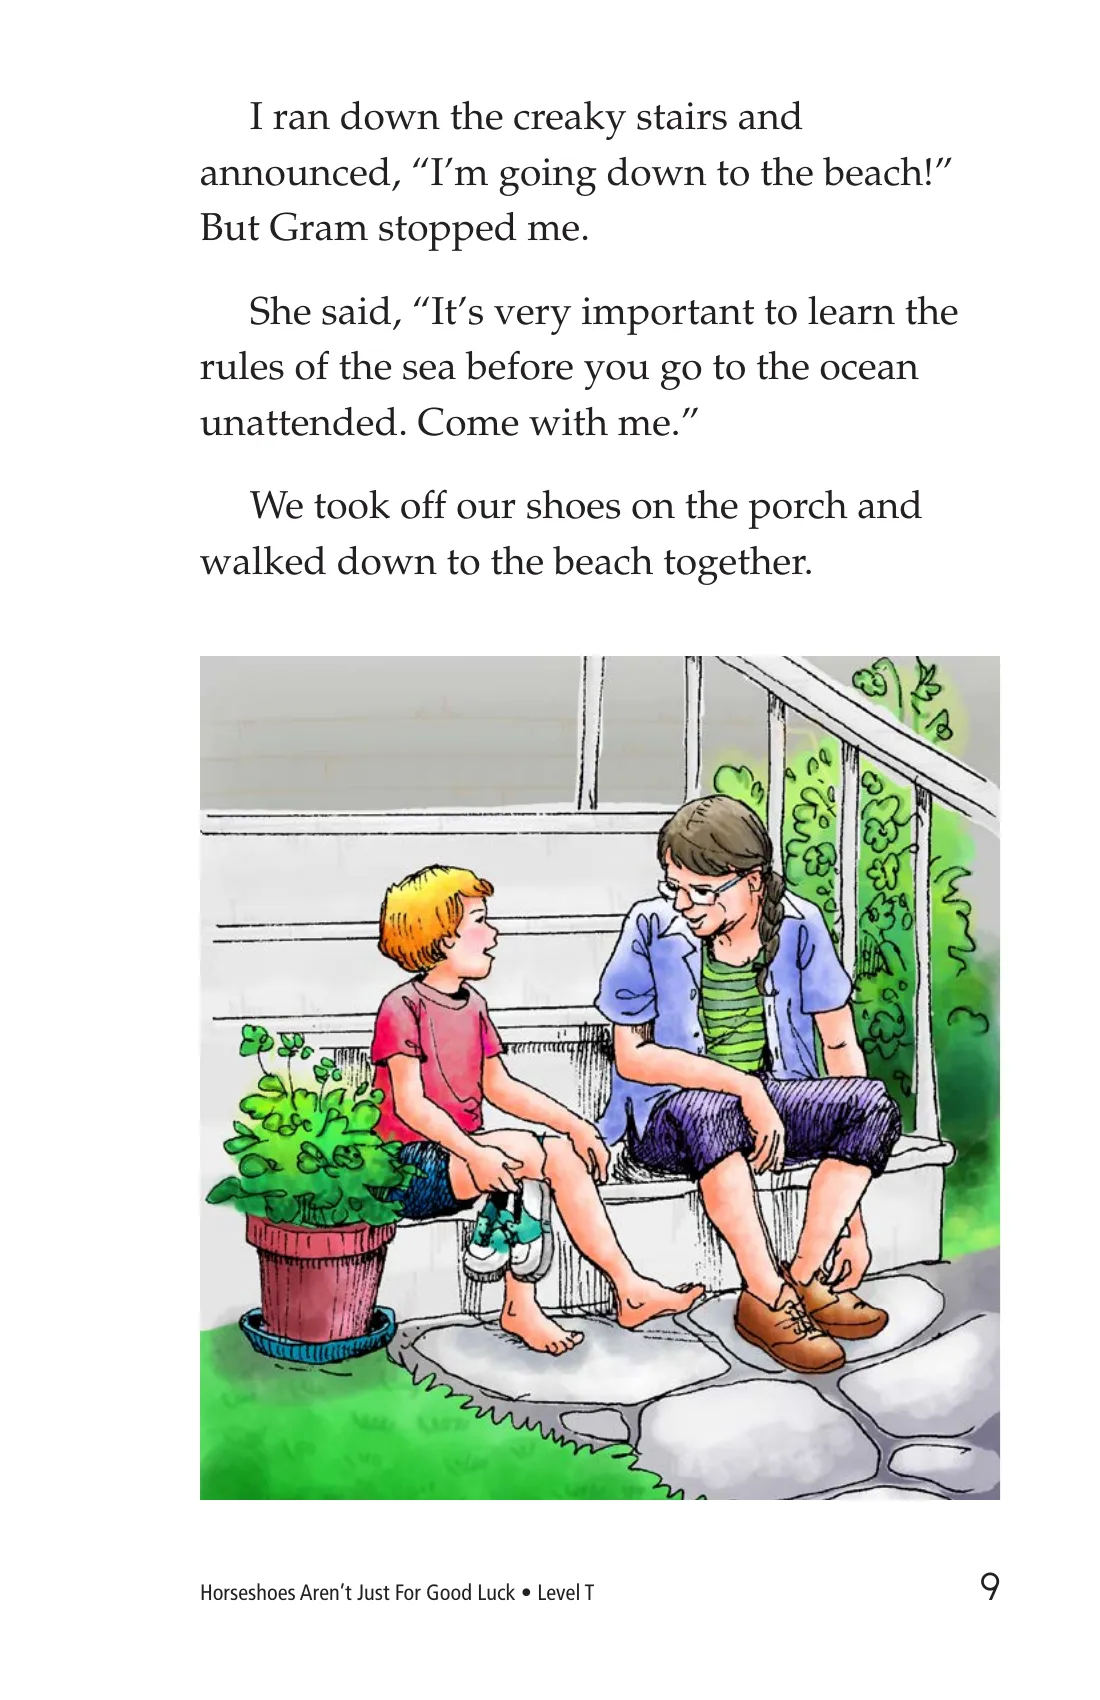 I ran down the creaky stairs and
announced, “I’m going down to the beach!”
But Gram stopped me.
She said, “It’s very important to learn the
rules of the sea before you go to the ocean
unattended. Come with me.”
We took off our shoes on the porch and
walked down to the beach together.
Horseshoes Aren’t Just For Good Luck • Level T
9